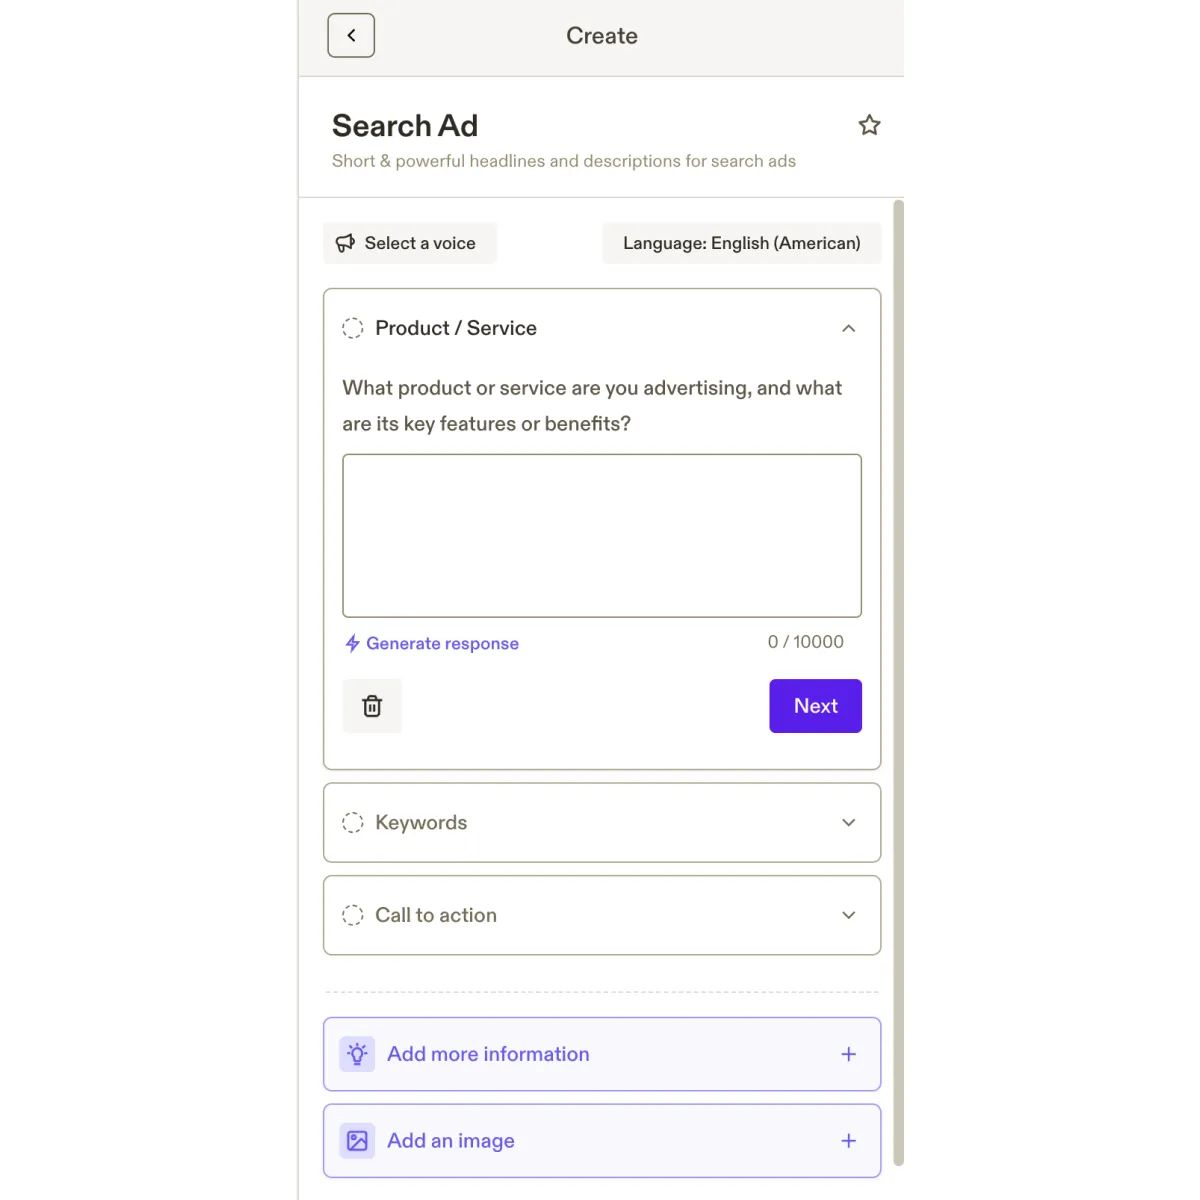 Create
Search Ad
Short & powerful headlines and descriptions for search ads
Select a voice
Language: English (American)
Product / Service
What product or service are you advertising, and what
are its key features or benefits?
Generate response
0 / 10000
Next
Keywords
Call to action
Add more information
Add an image